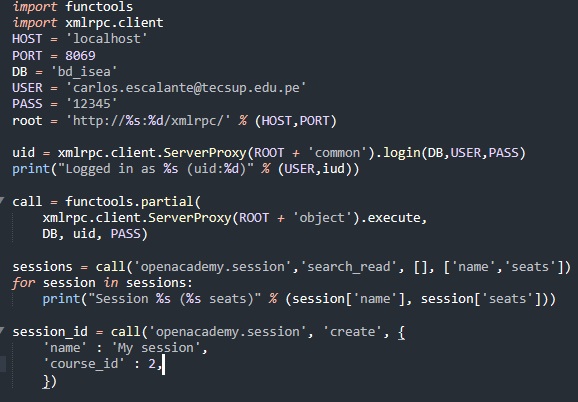 import functools
import xmlrpc.client
HOST = 'localhost'
PORT = 8069
DB = 'bd_isea'
USER = 'carlos.escalante@tecsup.edu.pe'
PASS = '12345'
root = 'http://%s:%d/xmlrpc/' % (HOST,PORT)
uid = xmlrpc.client.ServerProxy(ROOT + 'common').login(DB,USER,PASS)
print("Logged in as %s (uid:%d)" % (USER,iud))
call = functools.partial(
    xmlrpc.client.ServerProxy(ROOT + 'object').execute,
    DB, uid, PASS)
sessions = call('openacademy.session','search_read', [], ['name','seats'])
for session in sessions:
    print("Session %s (%s seats)" % (session['name'], session['seats']))
session_id = call('openacademy.session', 'create', {
    'name' : 'My session',
    'course_id' : 2,
    })